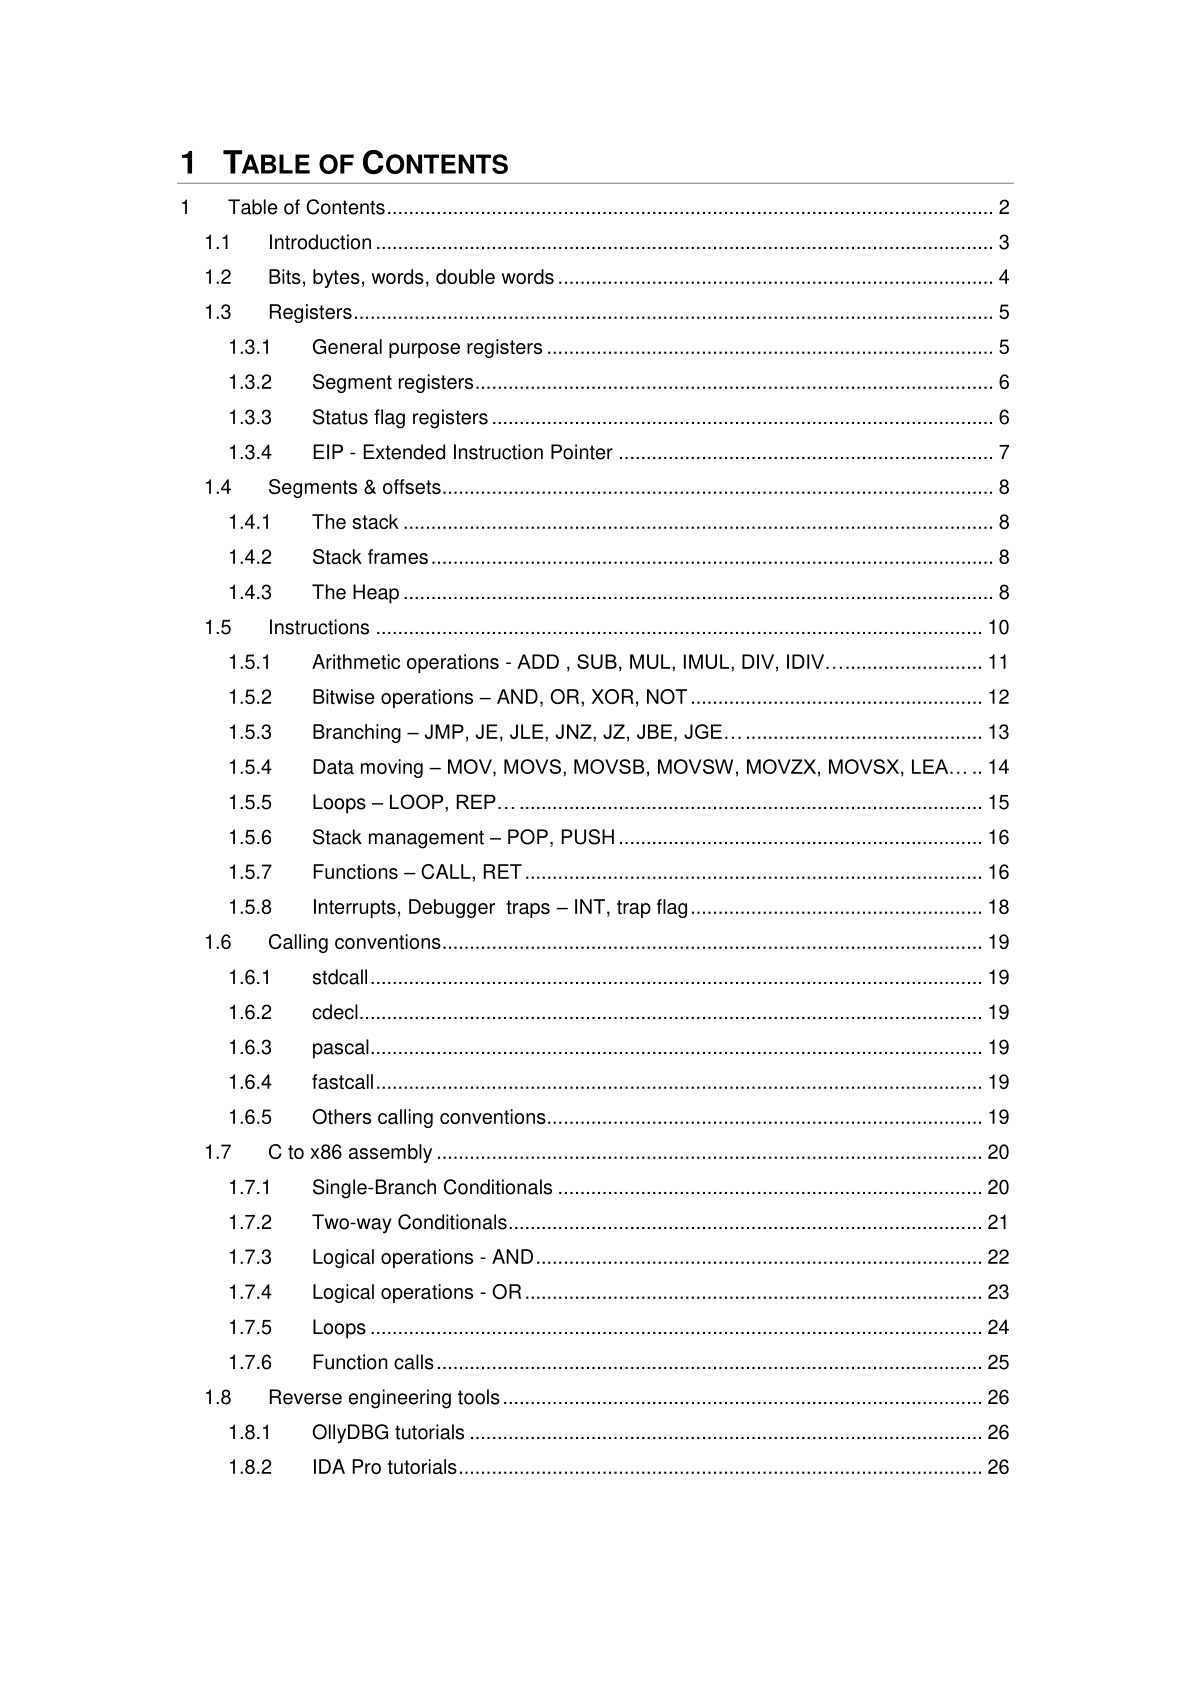 1 TABLE OF CONTENTS
1 Table of Contents 2
1.1 Introduction 3
1.2 Bits, bytes, words, double words 4
1.3 Registers 5
1.3.1 General purpose registers 5
1.3.2 Segment registers 6
1.3.3 Status flag registers 6
1.3.4 EIP - Extended Instruction Pointer 7
1.4 Segments & offsets 8
1.4.1 The stack 8
1.4.2 Stack frames 8
1.4.3 The Heap 8
1.5 Instructions 10
1.5.1 Arithmetic operations - ADD , SUB, MUL, IMUL, DIV, IDIV… 11
1.5.2 Bitwise operations – AND, OR, XOR, NOT 12
1.5.3 Branching – JMP, JE, JLE, JNZ, JZ, JBE, JGE… 13
1.5.4 Data moving – MOV, MOVS, MOVSB, MOVSW, MOVZX, MOVSX, LEA… 14
1.5.5 Loops – LOOP, REP… 15
1.5.6 Stack management – POP, PUSH 16
1.5.7 Functions – CALL, RET 16
1.5.8 Interrupts, Debugger traps – INT, trap flag 18
1.6 Calling conventions 19
1.6.1 stdcall 19
1.6.2 cdecl 19
1.6.3 pascal 19
1.6.4 fastcall 19
1.6.5 Others calling conventions 19
1.7 C to x86 assembly 20
1.7.1 Single-Branch Conditionals 20
1.7.2 Two-way Conditionals 21
1.7.3 Logical operations - AND 22
1.7.4 Logical operations - OR 23
1.7.5 Loops 24
1.7.6 Function calls 25
1.8 Reverse engineering tools 26
1.8.1 OllyDBG tutorials 26
1.8.2 IDA Pro tutorials 26